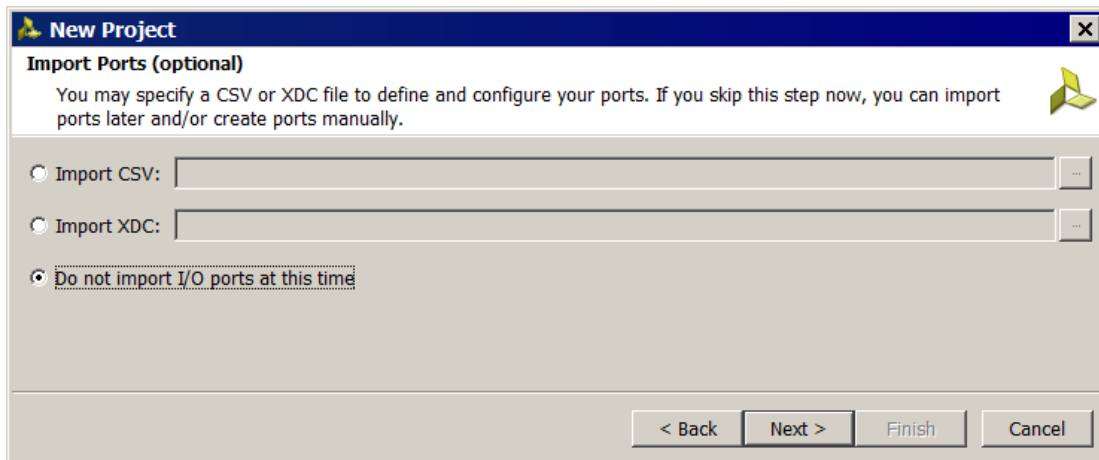 New Project
Import Ports (optional)
You may specify a CSV or XDC file to define and configure your ports. If you skip this step now, you can import
ports later and/or create ports manually.
Import CSV: ...
Import XDC: ...
Do not import I/O ports at this time
< Back Next > Finish Cancel